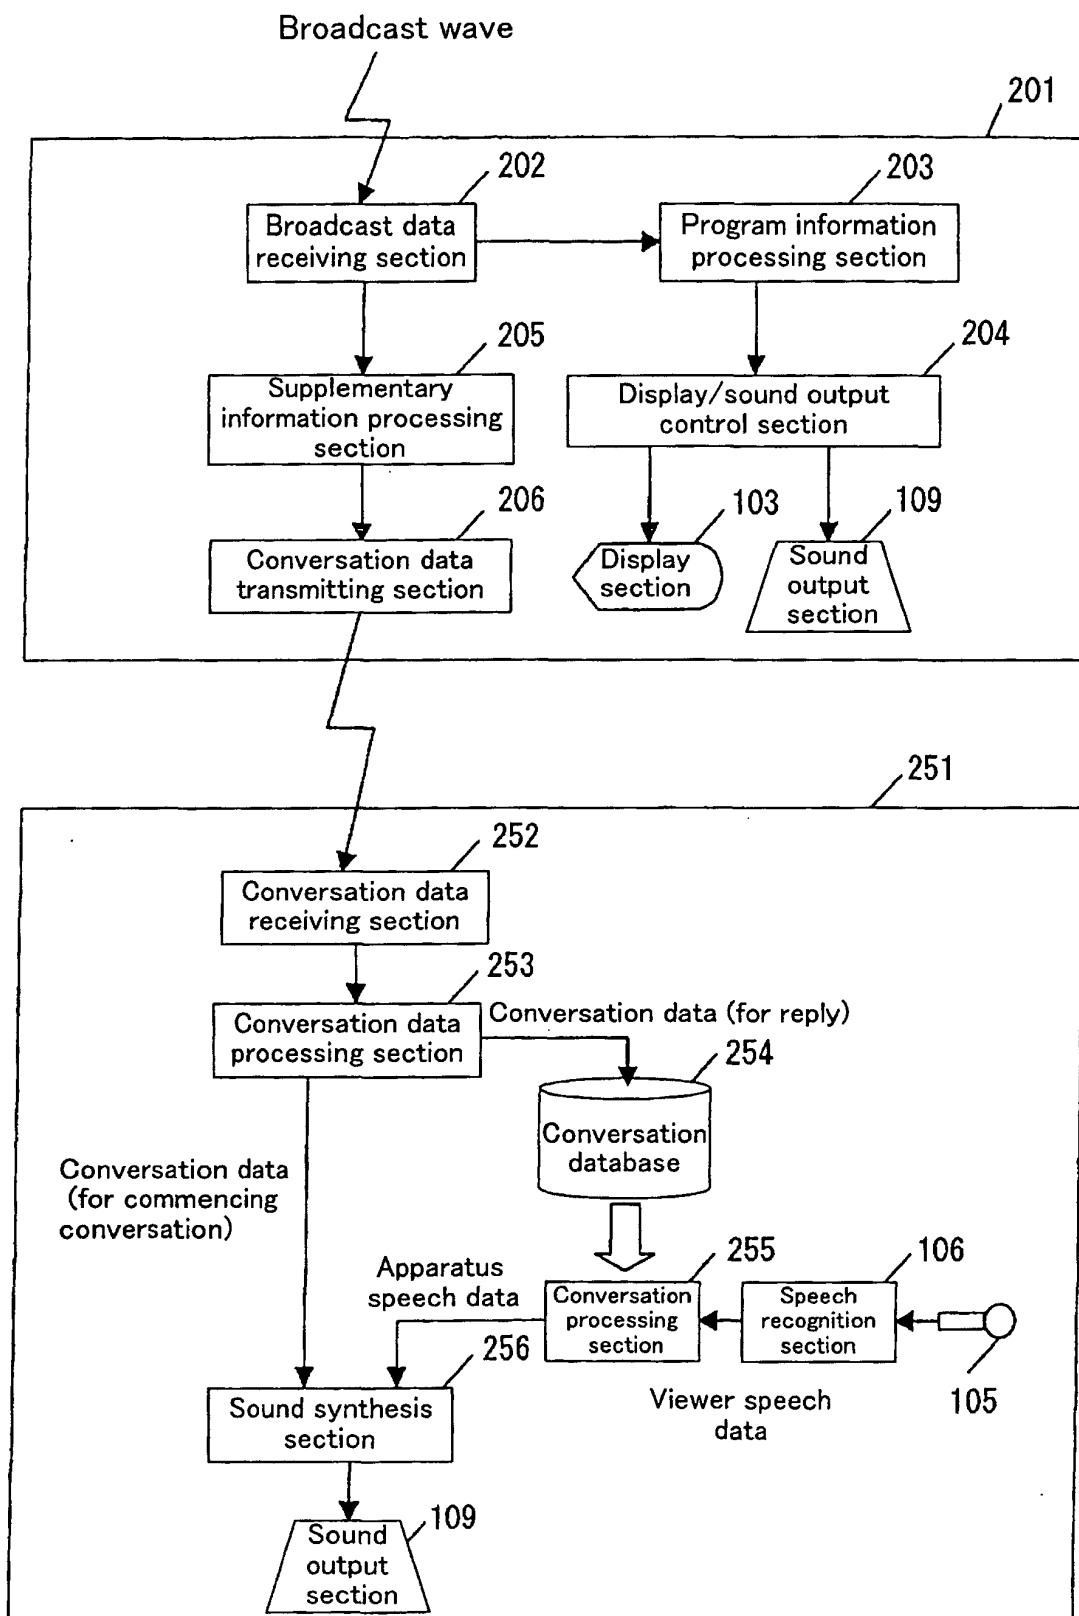 Broadcast wave
201
202
203
Broadcast data
receiving section
Program information
processing section
205
204
Supplementary
information processing
section
Display/sound output
control section
206
103
109
Conversation data
transmitting section
Display
section
Sound
output
section
251
252
Conversation data
receiving section
253
Conversation data
processing section
Conversation data (for reply)
254
Conversation
database
Conversation data
(for commencing
conversation)
255
106
Apparatus
speech data
Conversation
processing
section
Speech
recognition
section
256
105
Viewer speech
data
Sound synthesis
section
109
Sound
output
section